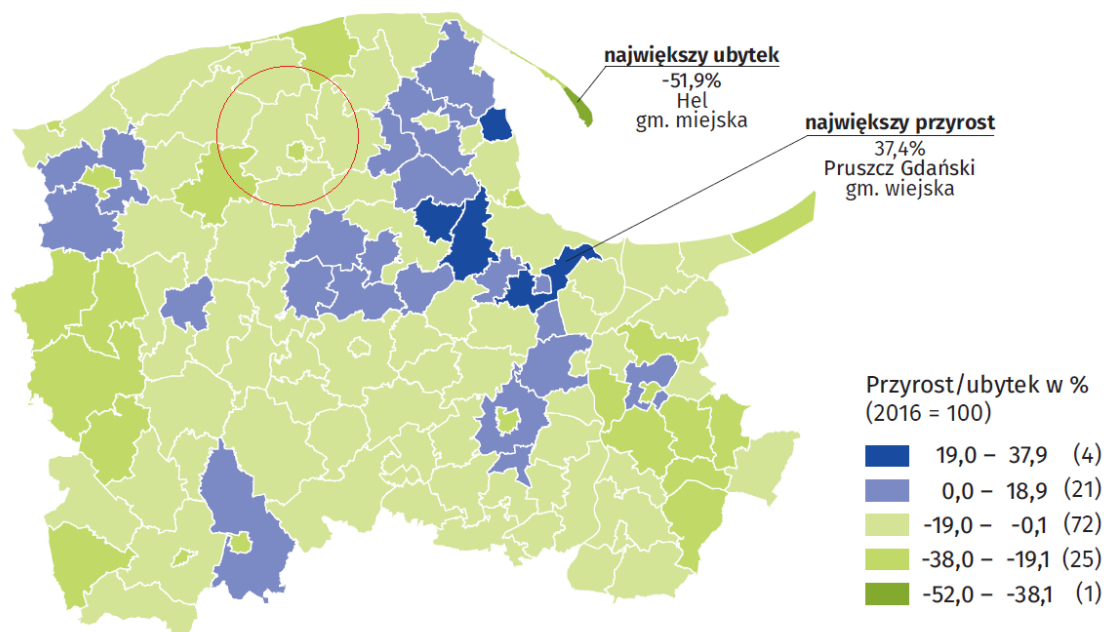 największy ubytek
-51,9%
Hel
gm. miejska
największy przyrost
37,4%
Pruszcz Gdański
gm. wiejska
Przyrost/ubytek w %
(2016 = 100)
19,0 – 37,9 (4)
0,0 – 18,9 (21)
-19,0 – -0,1 (72)
-38,0 – -19,1 (25)
-52,0 – -38,1 (1)